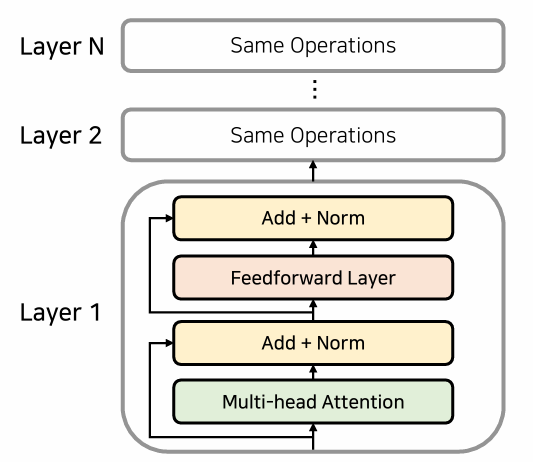 Layer N
Same Operations
⋮
Layer 2
Same Operations
Layer 1
Add + Norm
Feedforward Layer
Add + Norm
Multi-head Attention